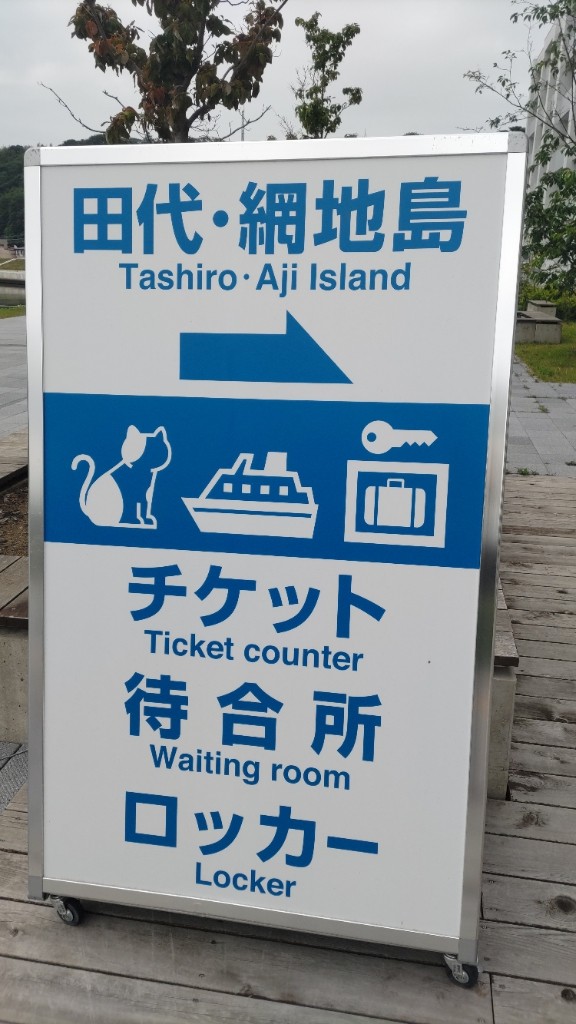 田代・網地島
Tashiro・Aji Island
チケット
Ticket counter
待合所
Waiting room
ロッカー
Locker